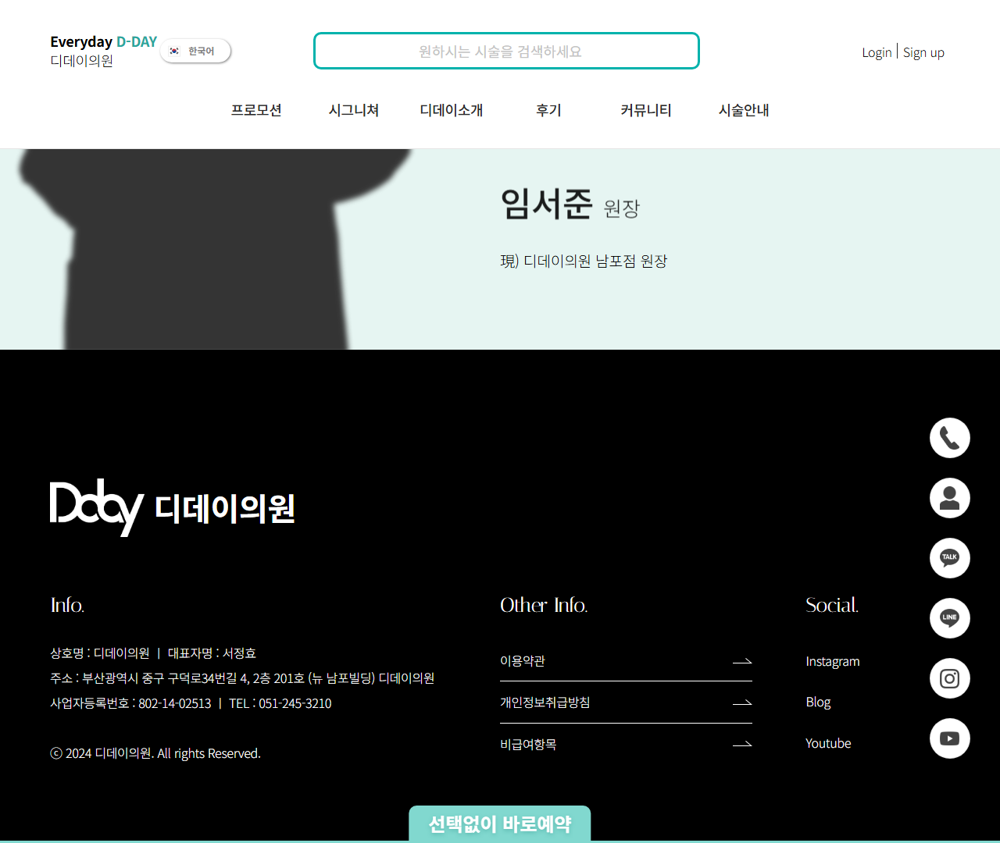 Everyday D-DAY
디데이의원
한국어
원하시는 시술을 검색하세요
Login | Sign up
프로모션 시그니쳐 디데이소개 후기 커뮤니티 시술안내
임서준 원장
現) 디데이의원 남포점 원장
Dday 디데이의원
Info.
상호명 : 디데이의원 | 대표자명 : 서정효
주소 : 부산광역시 중구 구덕로34번길 4, 2층 201호 (뉴 남포빌딩) 디데이의원
사업자등록번호 : 802-14-02513 | TEL : 051-245-3210
ⓒ 2024 디데이의원. All rights Reserved.
Other Info.
이용약관
개인정보취급방침
비급여항목
Social.
Instagram
Blog
Youtube
TALK
LINE
선택없이 바로예약